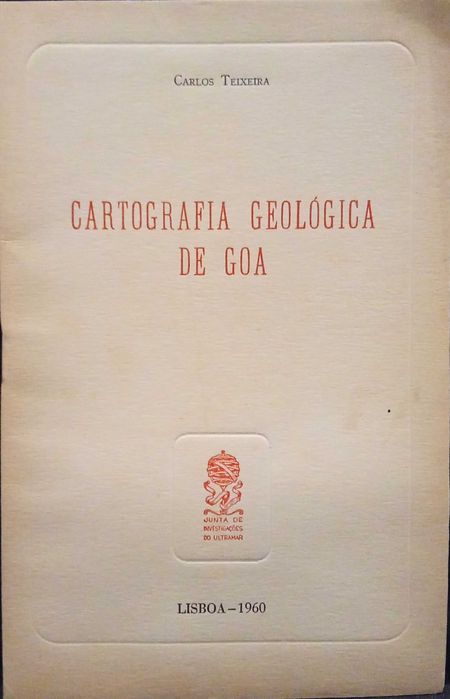 Carlos Teixeira
CARTOGRAFIA GEOLÓGICA
DE GOA
JUNTA DE
INVESTIGAÇÕES
DO ULTRAMAR
LISBOA – 1960